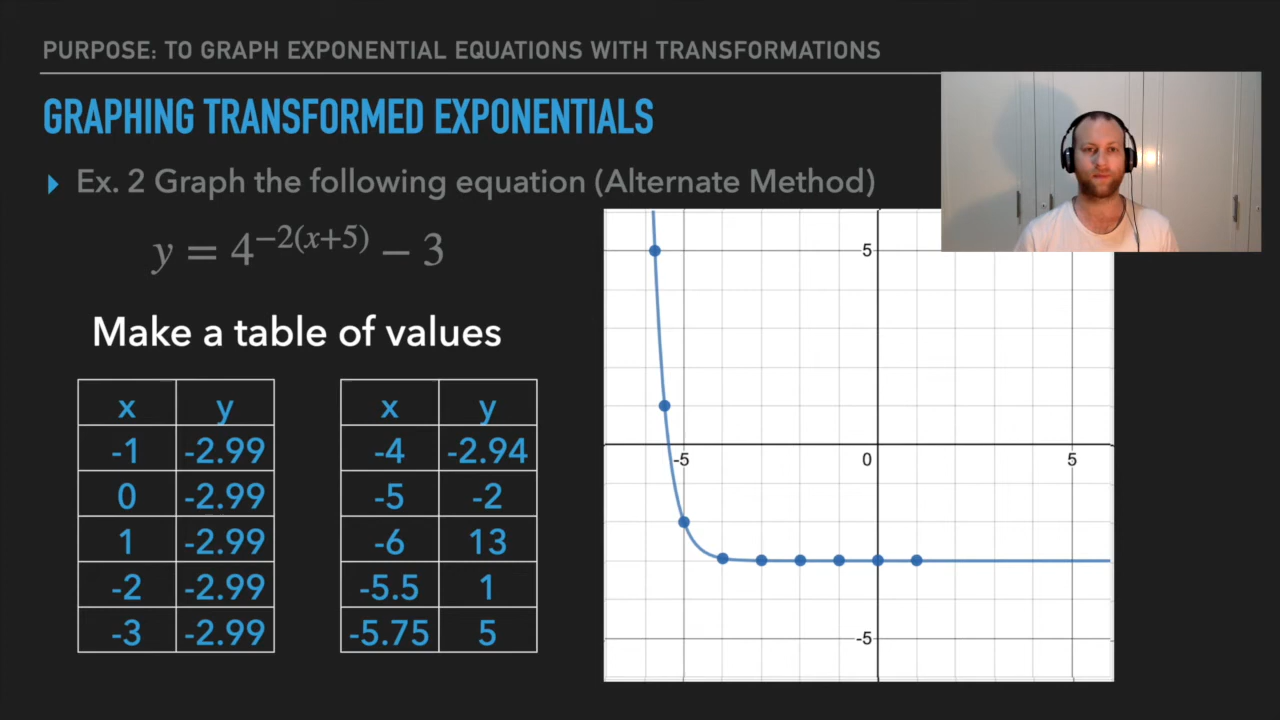 PURPOSE: TO GRAPH EXPONENTIAL EQUATIONS WITH TRANSFORMATIONS
GRAPHING TRANSFORMED EXPONENTIALS
Ex. 2 Graph the following equation (Alternate Method)
y = 4^{-2(x+5)} - 3
Make a table of values
x y
-1 -2.99
0 -2.99
1 -2.99
-2 -2.99
-3 -2.99
x y
-4 -2.94
-5 -2
-6 13
-5.5 1
-5.75 5
5
-5 0 5
-5